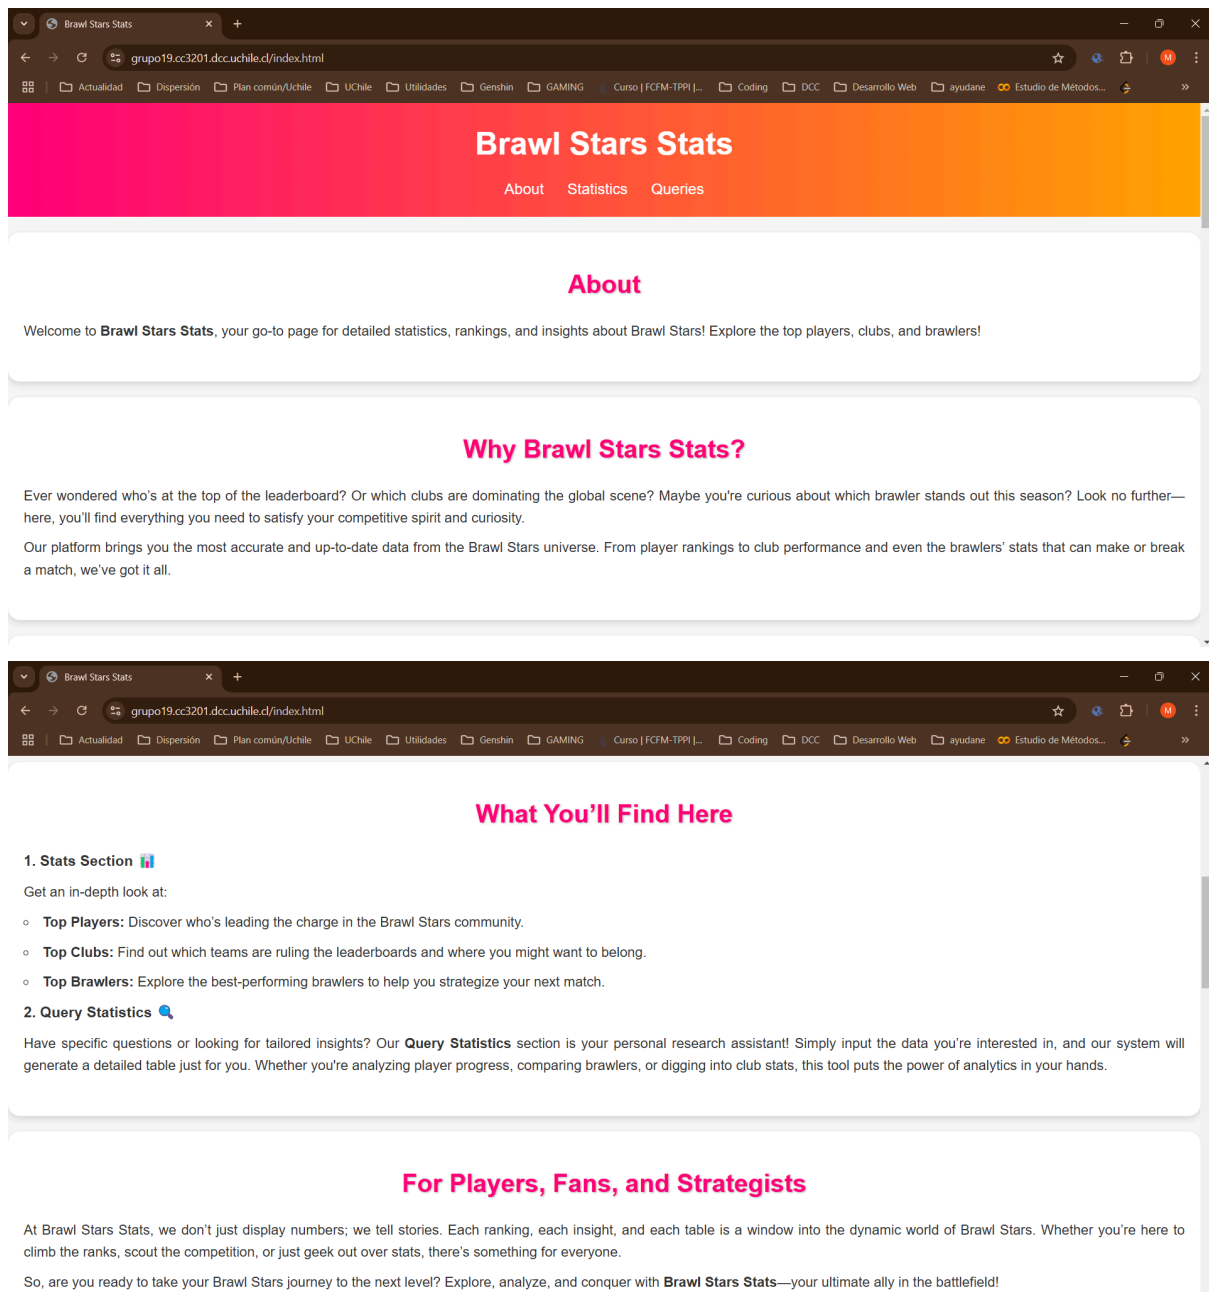 Brawl Stars Stats
grupo19.cc3201.dcc.uchile.cl/index.html
M
Actualidad Dispersión Plan común/Uchile UChile Utilidades Genshin GAMING Curso | FCFM-TPPI |... Coding DCC Desarrollo Web ayudane Estudio de Métodos...
Brawl Stars Stats
About Statistics Queries
About
Welcome to Brawl Stars Stats, your go-to page for detailed statistics, rankings, and insights about Brawl Stars! Explore the top players, clubs, and brawlers!
Why Brawl Stars Stats?
Ever wondered who’s at the top of the leaderboard? Or which clubs are dominating the global scene? Maybe you're curious about which brawler stands out this season? Look no further—
here, you’ll find everything you need to satisfy your competitive spirit and curiosity.
Our platform brings you the most accurate and up-to-date data from the Brawl Stars universe. From player rankings to club performance and even the brawlers’ stats that can make or break
a match, we’ve got it all.
Brawl Stars Stats
grupo19.cc3201.dcc.uchile.cl/index.html
M
Actualidad Dispersión Plan común/Uchile UChile Utilidades Genshin GAMING Curso | FCFM-TPPI |... Coding DCC Desarrollo Web ayudane Estudio de Métodos...
What You’ll Find Here
1. Stats Section
Get an in-depth look at:
Top Players: Discover who’s leading the charge in the Brawl Stars community.
Top Clubs: Find out which teams are ruling the leaderboards and where you might want to belong.
Top Brawlers: Explore the best-performing brawlers to help you strategize your next match.
2. Query Statistics
Have specific questions or looking for tailored insights? Our Query Statistics section is your personal research assistant! Simply input the data you’re interested in, and our system will
generate a detailed table just for you. Whether you're analyzing player progress, comparing brawlers, or digging into club stats, this tool puts the power of analytics in your hands.
For Players, Fans, and Strategists
At Brawl Stars Stats, we don’t just display numbers; we tell stories. Each ranking, each insight, and each table is a window into the dynamic world of Brawl Stars. Whether you’re here to
climb the ranks, scout the competition, or just geek out over stats, there’s something for everyone.
So, are you ready to take your Brawl Stars journey to the next level? Explore, analyze, and conquer with Brawl Stars Stats—your ultimate ally in the battlefield!